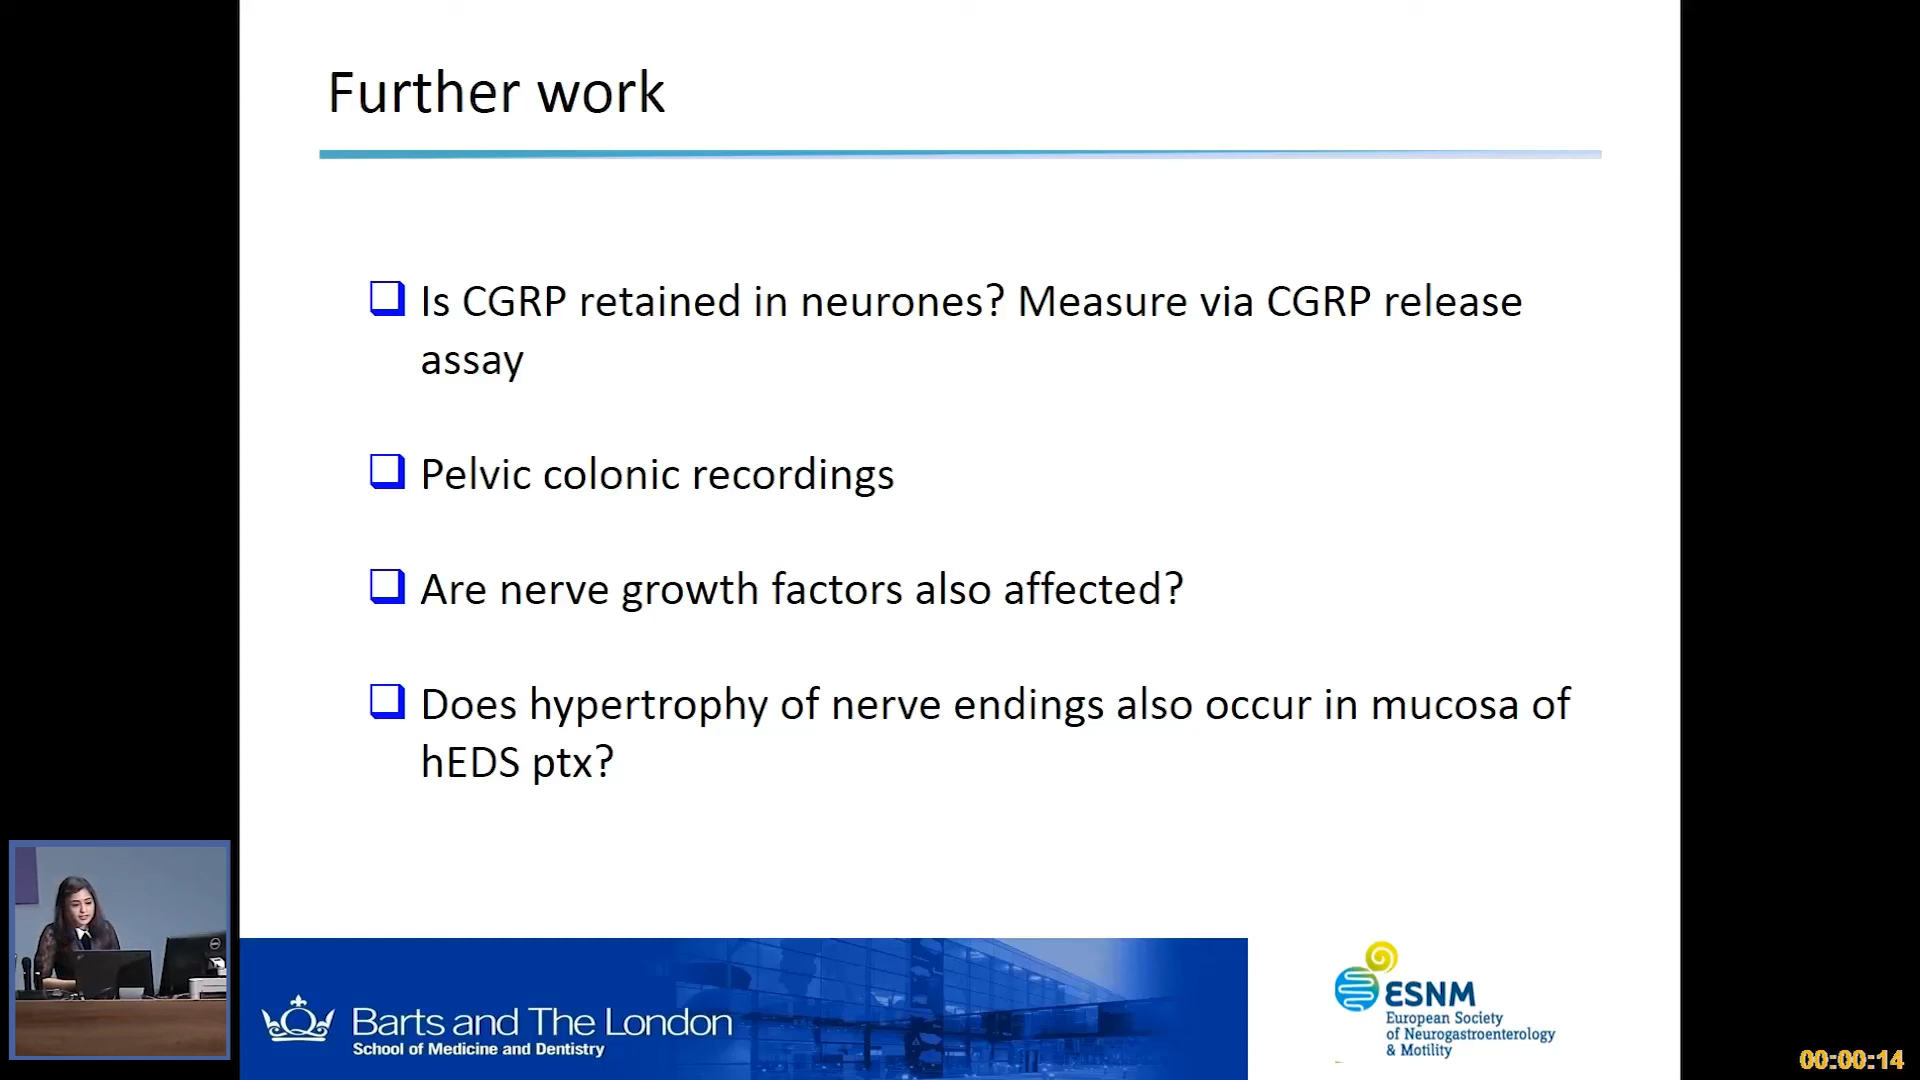 Further work
Is CGRP retained in neurones? Measure via CGRP release
assay
Pelvic colonic recordings
Are nerve growth factors also affected?
Does hypertrophy of nerve endings also occur in mucosa of
hEDS ptx?
Barts and The London
School of Medicine and Dentistry
ESNM
European Society
of Neurogastroenterology
& Motility
00:00:14